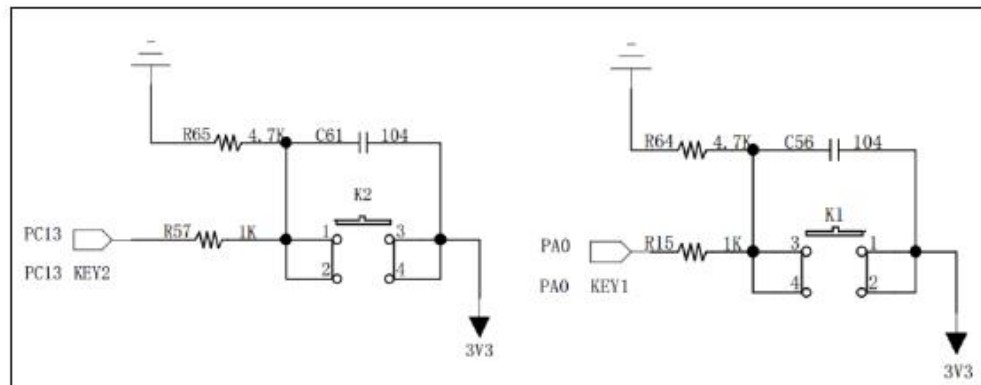 R65 4.7K C61 104
K2
PC13 R57 1K 1 3
PC13 KEY2 2 4
3V3
R64 4.7K C56 104
K1
PA0 R15 1K 3 1
PA0 KEY1 4 2
3V3